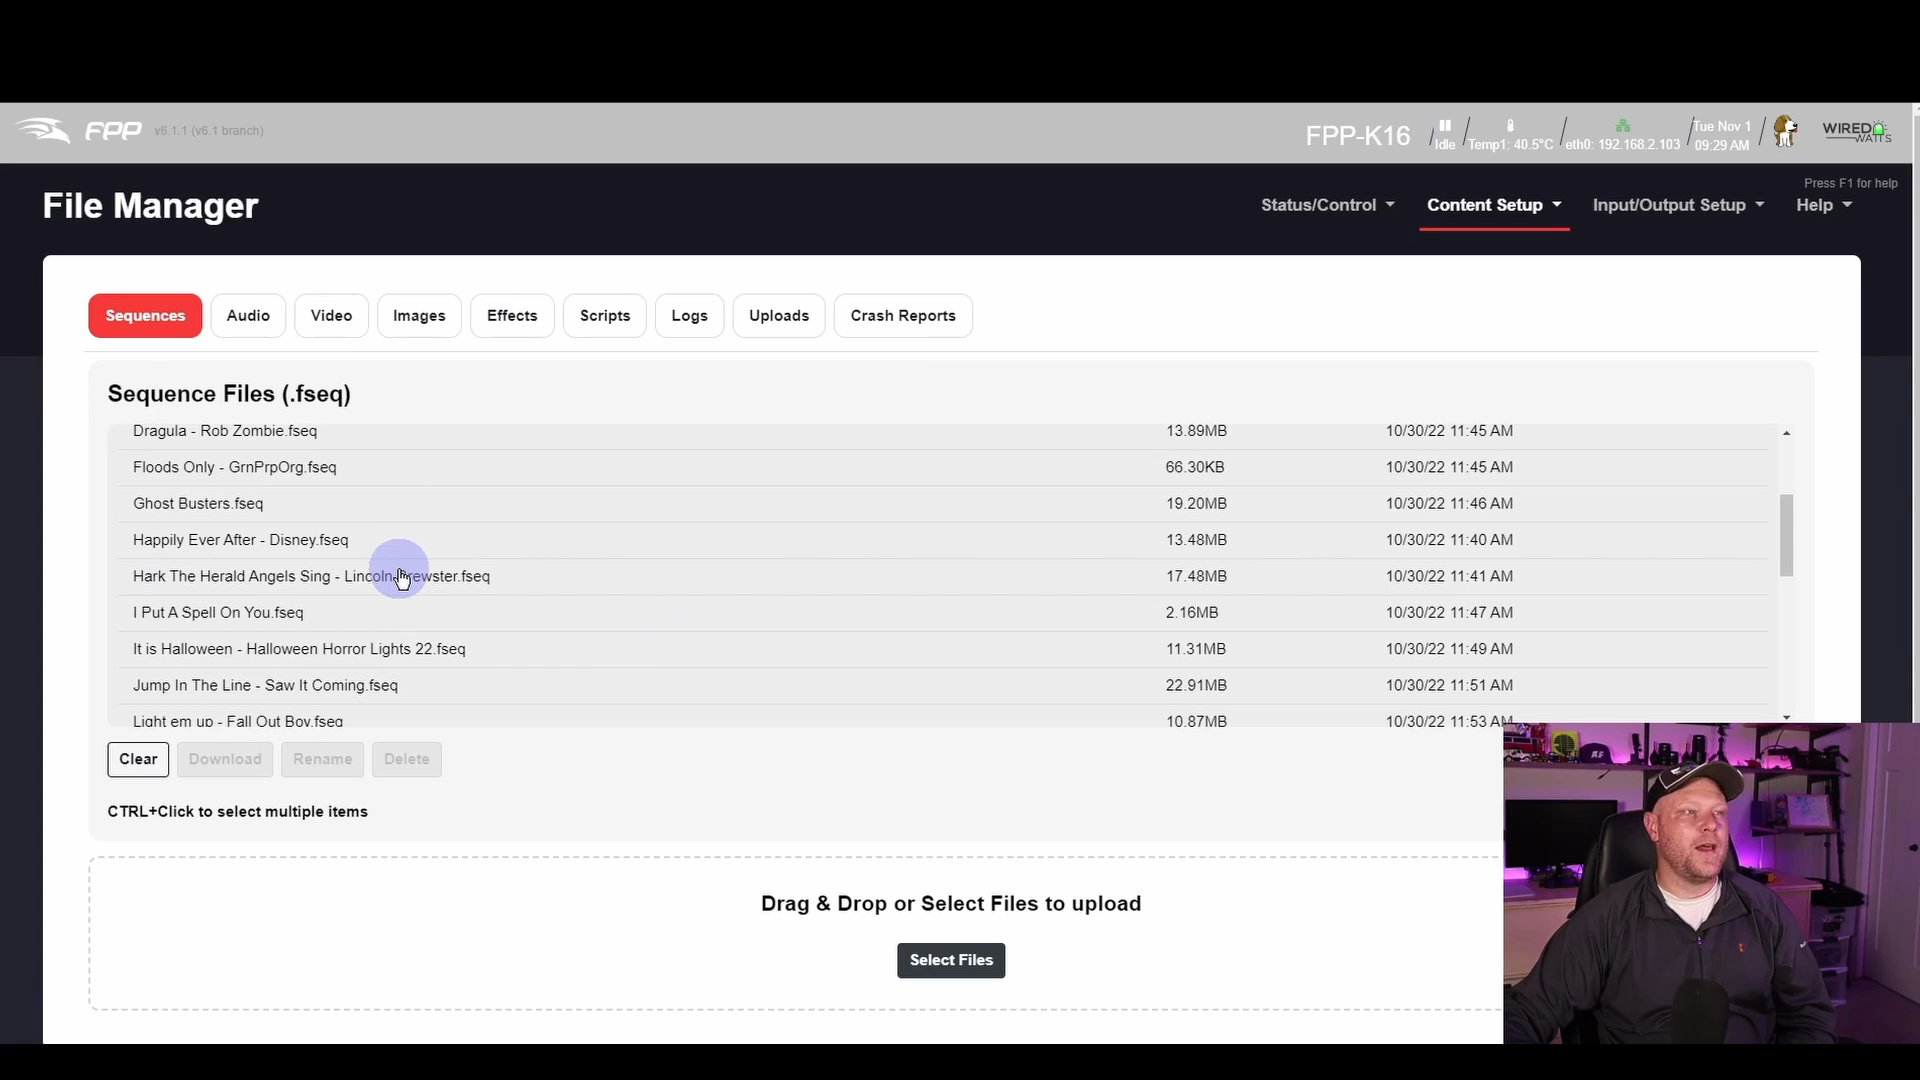 FPP v6.1.1 (v6.1 branch)
FPP-K16
Idle
Temp1: 40.5°C
eth0: 192.168.2.103
Tue Nov 1
09:29 AM
WIRED
WATTS
Press F1 for help
File Manager
Status/Control
Content Setup
Input/Output Setup
Help
Sequences Audio Video Images Effects Scripts Logs Uploads Crash Reports
Sequence Files (.fseq)
Dragula - Rob Zombie.fseq 13.89MB 10/30/22 11:45 AM
Floods Only - GrnPrpOrg.fseq 66.30KB 10/30/22 11:45 AM
Ghost Busters.fseq 19.20MB 10/30/22 11:46 AM
Happily Ever After - Disney.fseq 13.48MB 10/30/22 11:40 AM
Hark The Herald Angels Sing - Lincoln Brewster.fseq 17.48MB 10/30/22 11:41 AM
I Put A Spell On You.fseq 2.16MB 10/30/22 11:47 AM
It is Halloween - Halloween Horror Lights 22.fseq 11.31MB 10/30/22 11:49 AM
Jump In The Line - Saw It Coming.fseq 22.91MB 10/30/22 11:51 AM
Light em up - Fall Out Boy.fseq 10.87MB 10/30/22 11:53 AM
Clear Download Rename Delete
CTRL+Click to select multiple items
Drag & Drop or Select Files to upload
Select Files